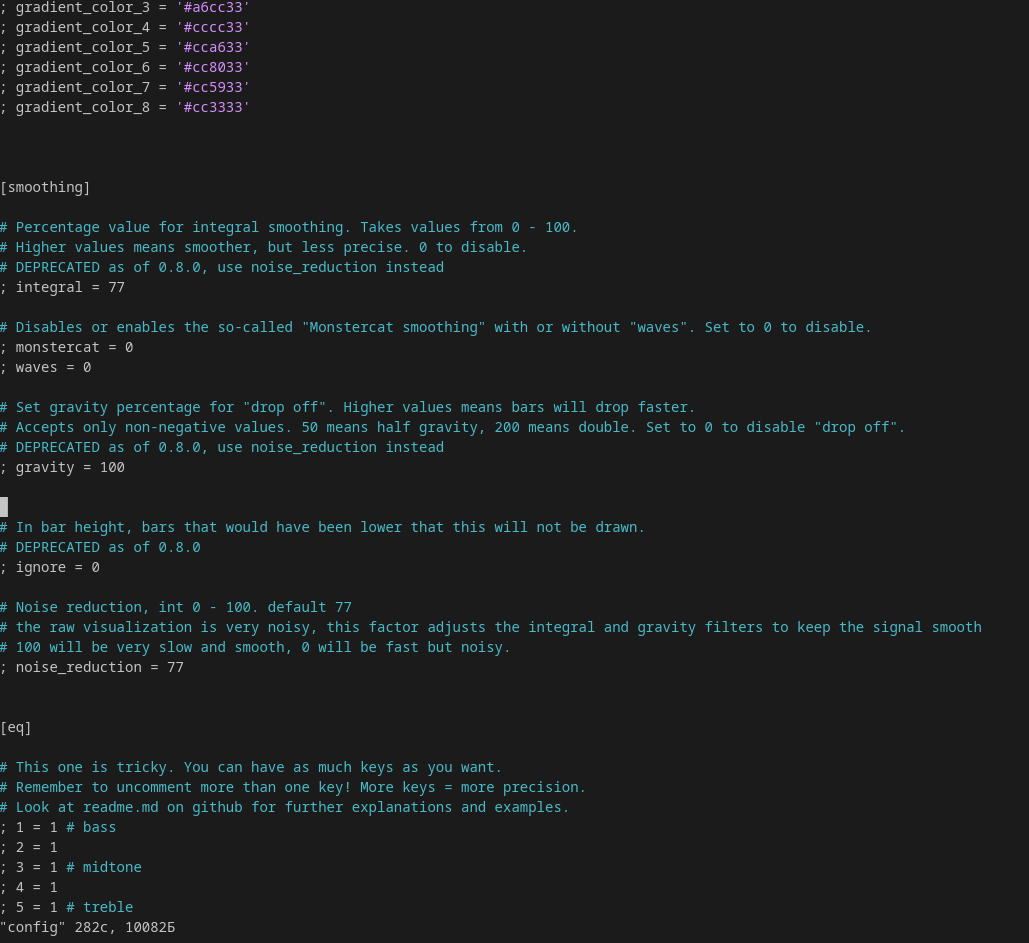 ; gradient_color_3 = '#a6cc33'
; gradient_color_4 = '#cccc33'
; gradient_color_5 = '#cca633'
; gradient_color_6 = '#cc8033'
; gradient_color_7 = '#cc5933'
; gradient_color_8 = '#cc3333'
[smoothing]
# Percentage value for integral smoothing. Takes values from 0 - 100.
# Higher values means smoother, but less precise. 0 to disable.
# DEPRECATED as of 0.8.0, use noise_reduction instead
; integral = 77
# Disables or enables the so-called "Monstercat smoothing" with or without "waves". Set to 0 to disable.
; monstercat = 0
; waves = 0
# Set gravity percentage for "drop off". Higher values means bars will drop faster.
# Accepts only non-negative values. 50 means half gravity, 200 means double. Set to 0 to disable "drop off".
# DEPRECATED as of 0.8.0, use noise_reduction instead
; gravity = 100
# In bar height, bars that would have been lower that this will not be drawn.
# DEPRECATED as of 0.8.0
; ignore = 0
# Noise reduction, int 0 - 100. default 77
# the raw visualization is very noisy, this factor adjusts the integral and gravity filters to keep the signal smooth
# 100 will be very slow and smooth, 0 will be fast but noisy.
; noise_reduction = 77
[eq]
# This one is tricky. You can have as much keys as you want.
# Remember to uncomment more than one key! More keys = more precision.
# Look at readme.md on github for further explanations and examples.
; 1 = 1 # bass
; 2 = 1
; 3 = 1 # midtone
; 4 = 1
; 5 = 1 # treble
"config" 282с, 10082Б